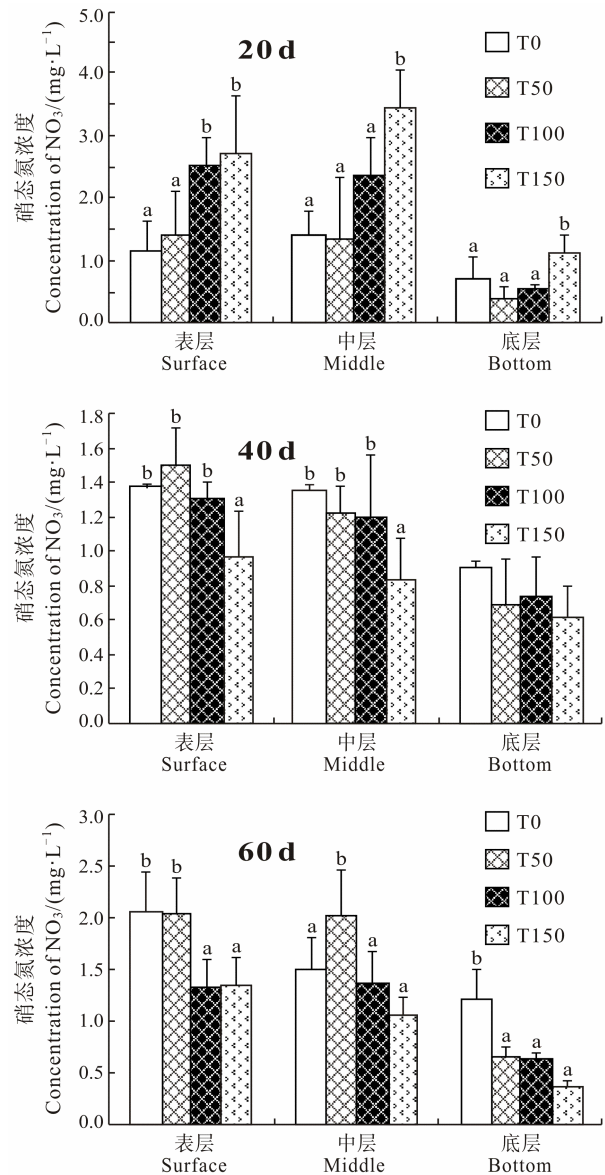 硝态氮浓度
Concentration of NO₃/(mg·L⁻¹)
5.0
4.0
3.0
2.0
1.0
0.0
20 d
T0
T50
T100
T150
a
a
b
b
a
a
a
b
a
a
a
b
表层
中层
底层
Surface
Middle
Bottom
硝态氮浓度
Concentration of NO₃/(mg·L⁻¹)
1.8
1.6
1.4
1.2
1.0
0.8
0.6
0.4
0.2
0.0
40 d
T0
T50
T100
T150
b
b
b
a
b
b
b
a
表层
中层
底层
Surface
Middle
Bottom
硝态氮浓度
Concentration of NO₃/(mg·L⁻¹)
3.0
2.5
2.0
1.5
1.0
0.5
0.0
60 d
T0
T50
T100
T150
b
b
a
a
a
b
a
a
b
a
a
a
表层
中层
底层
Surface
Middle
Bottom